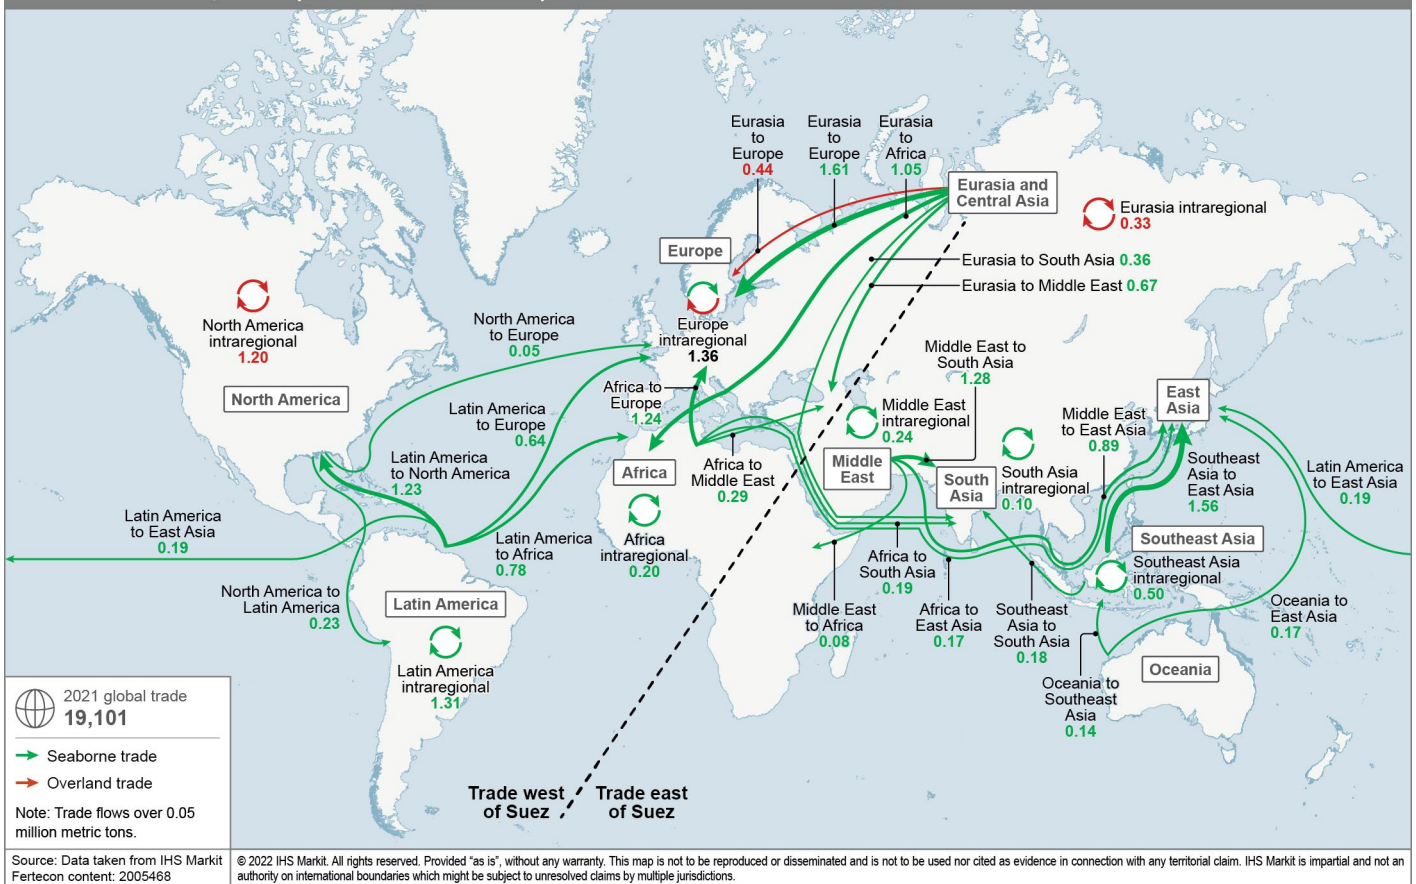 Eurasia
to
Europe
0.44
Eurasia
to
Europe
1.61
Eurasia
to
Africa
1.05
Eurasia and
Central Asia
Eurasia intraregional
0.33
Europe
Eurasia to South Asia 0.36
Eurasia to Middle East 0.67
North America
intraregional
1.20
North America
North America
to Europe
0.05
Europe
intraregional
1.36
Africa to
Europe
1.24
Latin America
to Europe
0.64
Latin America
to North America
1.23
Middle East to
South Asia
1.28
Middle East
intraregional
0.24
Middle East
to East Asia
0.89
East
Asia
Africa
Africa to
Middle East
0.29
Middle
East
South
Asia
South Asia
intraregional
0.10
Southeast
Asia to
East Asia
1.56
Latin America
to East Asia
0.19
Latin America
to East Asia
0.19
Latin America
to Africa
0.78
Africa
intraregional
0.20
Africa to
South Asia
0.19
Southeast Asia
Southeast Asia
intraregional
0.50
North America to
Latin America
0.23
Latin America
Latin America
intraregional
1.31
Middle East
to Africa
0.08
Africa to
East Asia
0.17
Southeast
Asia to
South Asia
0.18
Oceania to
East Asia
0.17
Oceania
Oceania to
Southeast
Asia
0.14
2021 global trade
19,101
Seaborne trade
Overland trade
Note: Trade flows over 0.05
million metric tons.
Trade west
of Suez
Trade east
of Suez
Source: Data taken from IHS Markit
Fertecon content: 2005468
© 2022 IHS Markit. All rights reserved. Provided “as is”, without any warranty. This map is not to be reproduced or disseminated and is not to be used nor cited as evidence in connection with any territorial claim. IHS Markit is impartial and not an
authority on international boundaries which might be subject to unresolved claims by multiple jurisdictions.